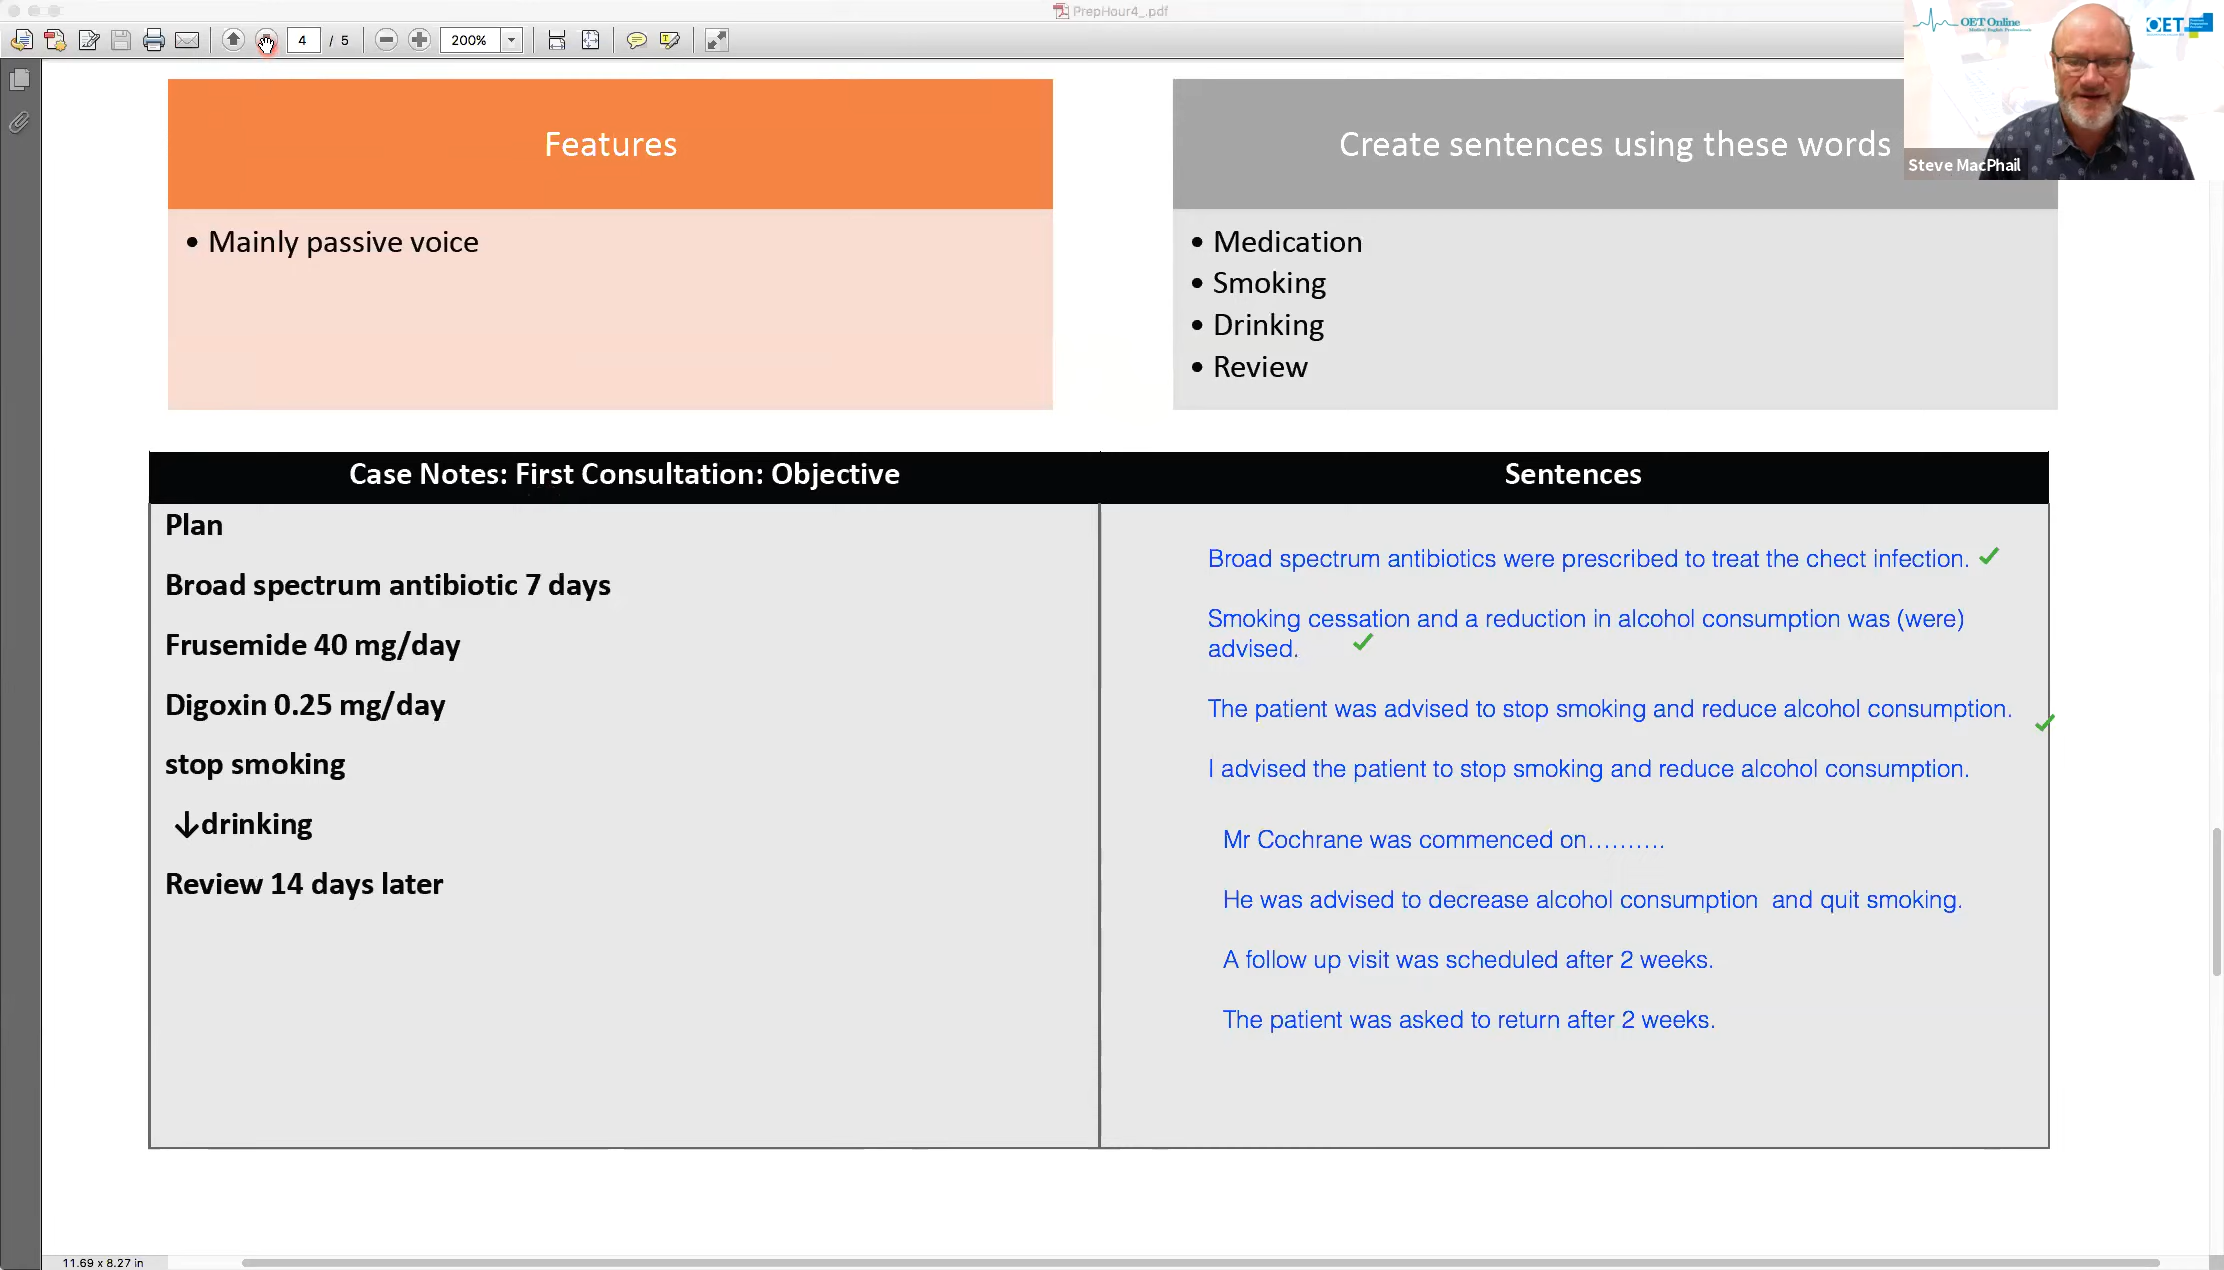 PrepHour4_.pdf
4 / 5
200%
OET Online
OET
Steve MacPhail
Features
• Mainly passive voice
Create sentences using these words
• Medication
• Smoking
• Drinking
• Review
Case Notes: First Consultation: Objective
Sentences
Plan
Broad spectrum antibiotic 7 days
Frusemide 40 mg/day
Digoxin 0.25 mg/day
stop smoking
↓drinking
Review 14 days later
Broad spectrum antibiotics were prescribed to treat the chect infection. ✓
Smoking cessation and a reduction in alcohol consumption was (were)
advised. ✓
The patient was advised to stop smoking and reduce alcohol consumption. ✓
I advised the patient to stop smoking and reduce alcohol consumption.
Mr Cochrane was commenced on..........
He was advised to decrease alcohol consumption  and quit smoking.
A follow up visit was scheduled after 2 weeks.
The patient was asked to return after 2 weeks.
11.69 x 8.27 in